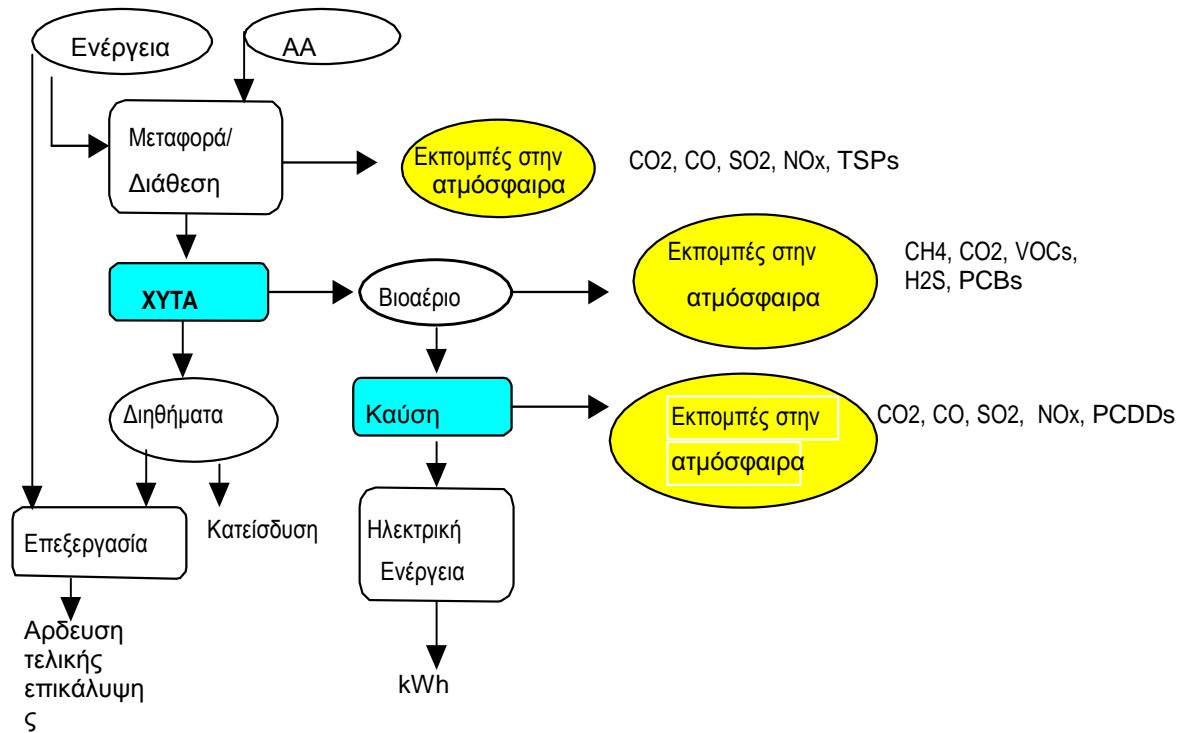 Ενέργεια
ΑΑ
Μεταφορά/
Διάθεση
Εκπομπές στην
ατμόσφαιρα
CO2, CO, SO2, NOx, TSPs
ΧΥΤΑ
Βιοαέριο
Εκπομπές στην
ατμόσφαιρα
CH4, CO2, VOCs,
H2S, PCBs
Διηθήματα
Καύση
Εκπομπές στην
ατμόσφαιρα
CO2, CO, SO2, NOx, PCDDs
Επεξεργασία
Κατείσδυση
Ηλεκτρική
Ενέργεια
Αρδευση
τελικής
επικάλυψη
ς
kWh